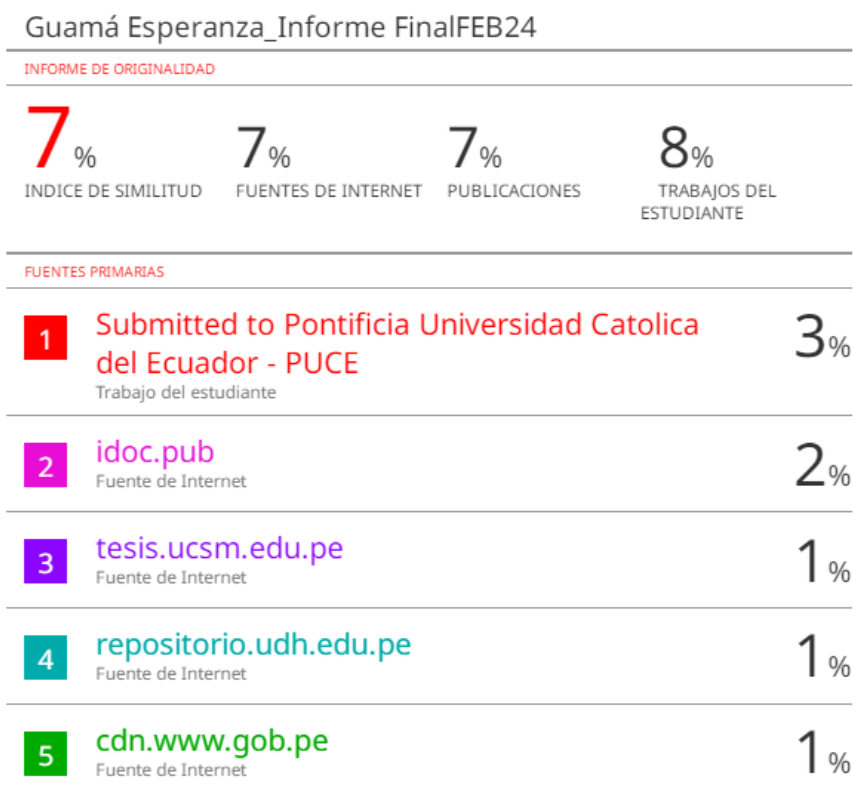 Guamá Esperanza_Informe FinalFEB24
INFORME DE ORIGINALIDAD
7%
INDICE DE SIMILITUD
7%
FUENTES DE INTERNET
7%
PUBLICACIONES
8%
TRABAJOS DEL
ESTUDIANTE
FUENTES PRIMARIAS
1
Submitted to Pontificia Universidad Catolica
del Ecuador - PUCE
Trabajo del estudiante
3%
2
idoc.pub
Fuente de Internet
2%
3
tesis.ucsm.edu.pe
Fuente de Internet
1%
4
repositorio.udh.edu.pe
Fuente de Internet
1%
5
cdn.www.gob.pe
Fuente de Internet
1%